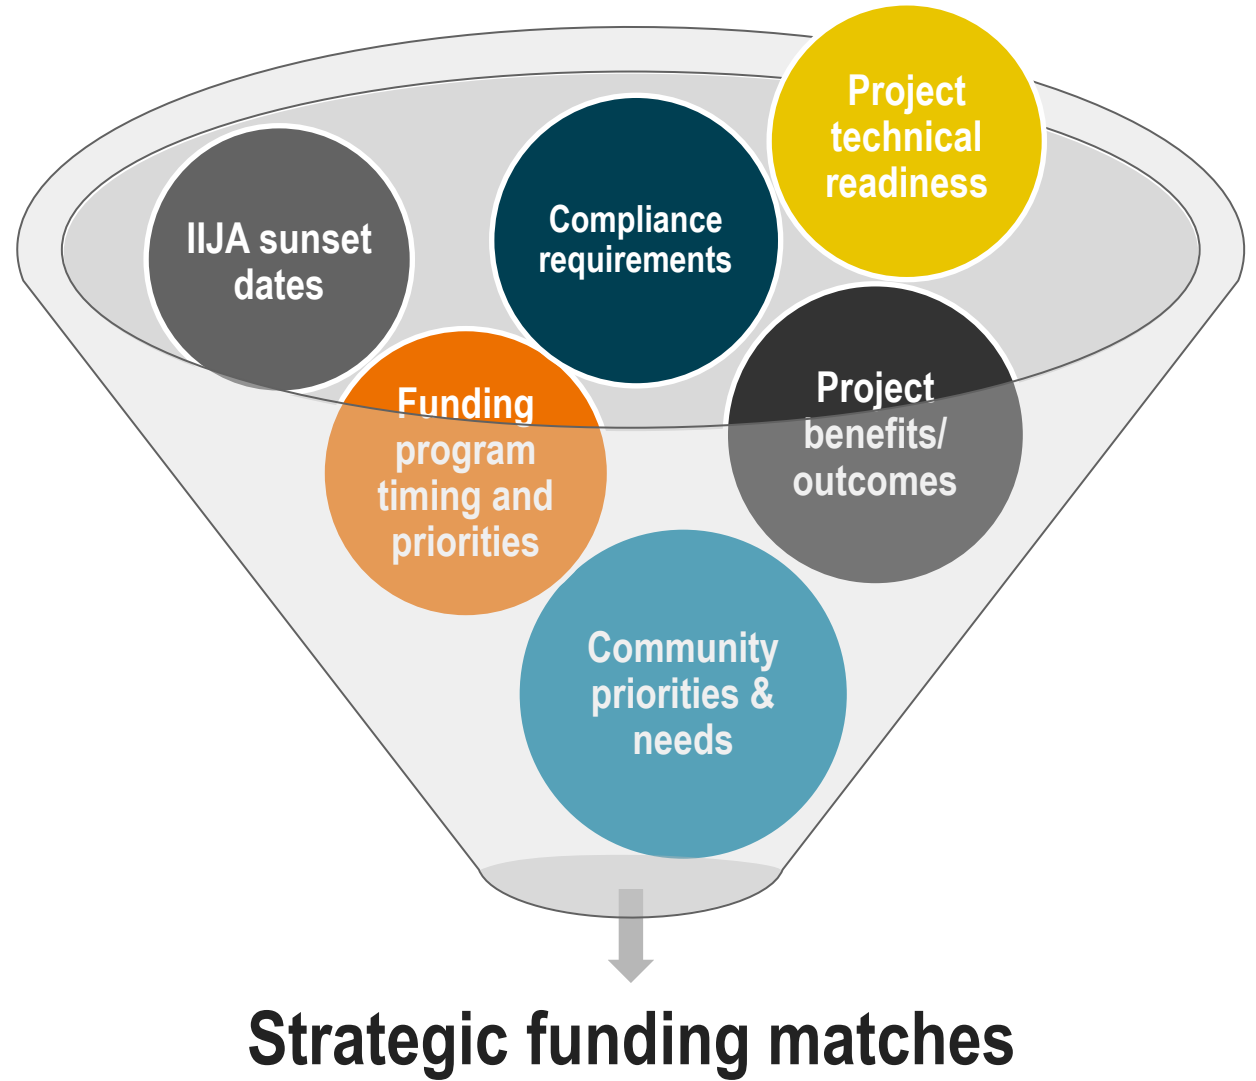 Project
technical
readiness
Compliance
requirements
IIJA sunset
dates
Funding
program
timing and
priorities
Project
benefits/
outcomes
Community
priorities &
needs
Strategic funding matches